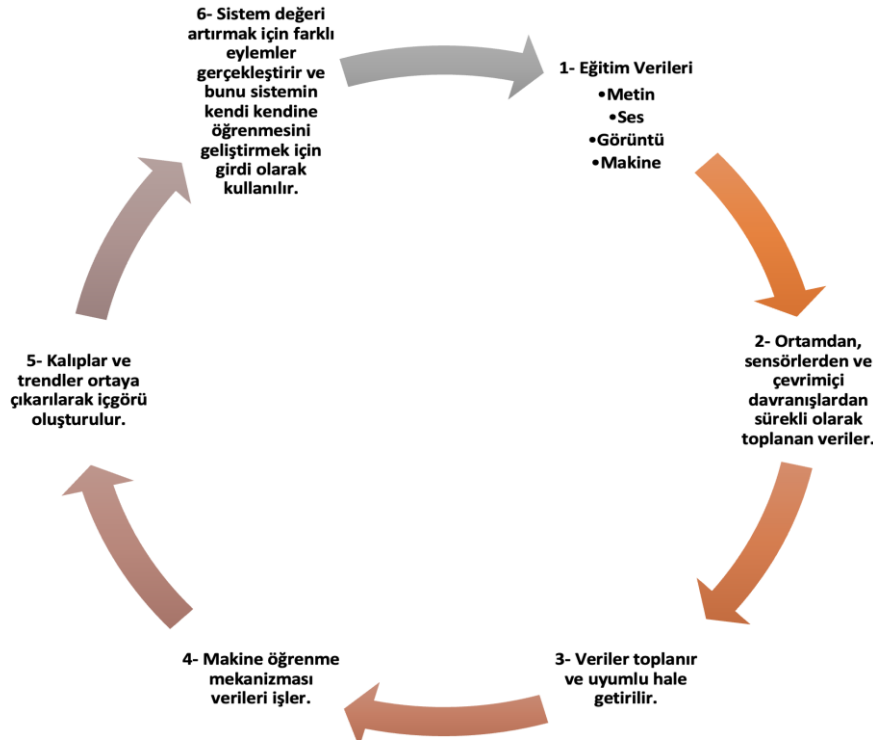 1- Eğitim Verileri
•Metin
•Ses
•Görüntü
•Makine
2- Ortamdan,
sensörlerden ve
çevrimiçi
davranışlardan
sürekli olarak
toplanan veriler.
3- Veriler toplanır
ve uyumlu hale
getirilir.
4- Makine öğrenme
mekanizması
verileri işler.
5- Kalıplar ve
trendler ortaya
çıkarılarak içgörü
oluşturulur.
6- Sistem değeri
artırmak için farklı
eylemler
gerçekleştirir ve
bunu sistemin
kendi kendine
öğrenmesini
geliştirmek için
girdi olarak
kullanılır.